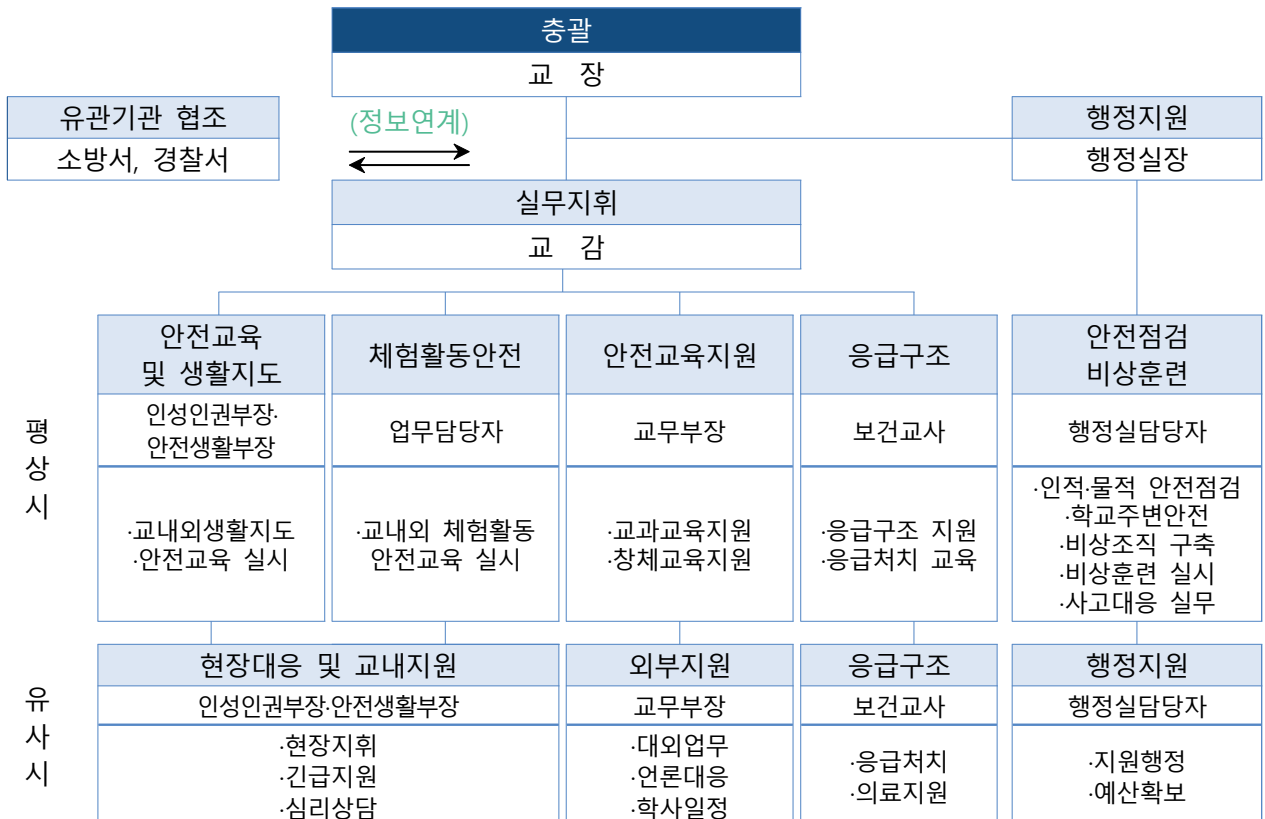 충괄
교 장
유관기관 협조
소방서, 경찰서
(정보연계)
행정지원
행정실장
실무지휘
교 감
평
상
시
안전교육
및 생활지도
인성인권부장·
안전생활부장
·교내외생활지도
·안전교육 실시
체험활동안전
업무담당자
·교내외 체험활동
안전교육 실시
안전교육지원
교무부장
·교과교육지원
·창체교육지원
응급구조
보건교사
·응급구조 지원
·응급처치 교육
안전점검
비상훈련
행정실담당자
·인적·물적 안전점검
·학교주변안전
·비상조직 구축
·비상훈련 실시
·사고대응 실무
유
사
시
현장대응 및 교내지원
인성인권부장·안전생활부장
·현장지휘
·긴급지원
·심리상담
외부지원
교무부장
·대외업무
·언론대응
·학사일정
응급구조
보건교사
·응급처치
·의료지원
행정지원
행정실담당자
·지원행정
·예산확보